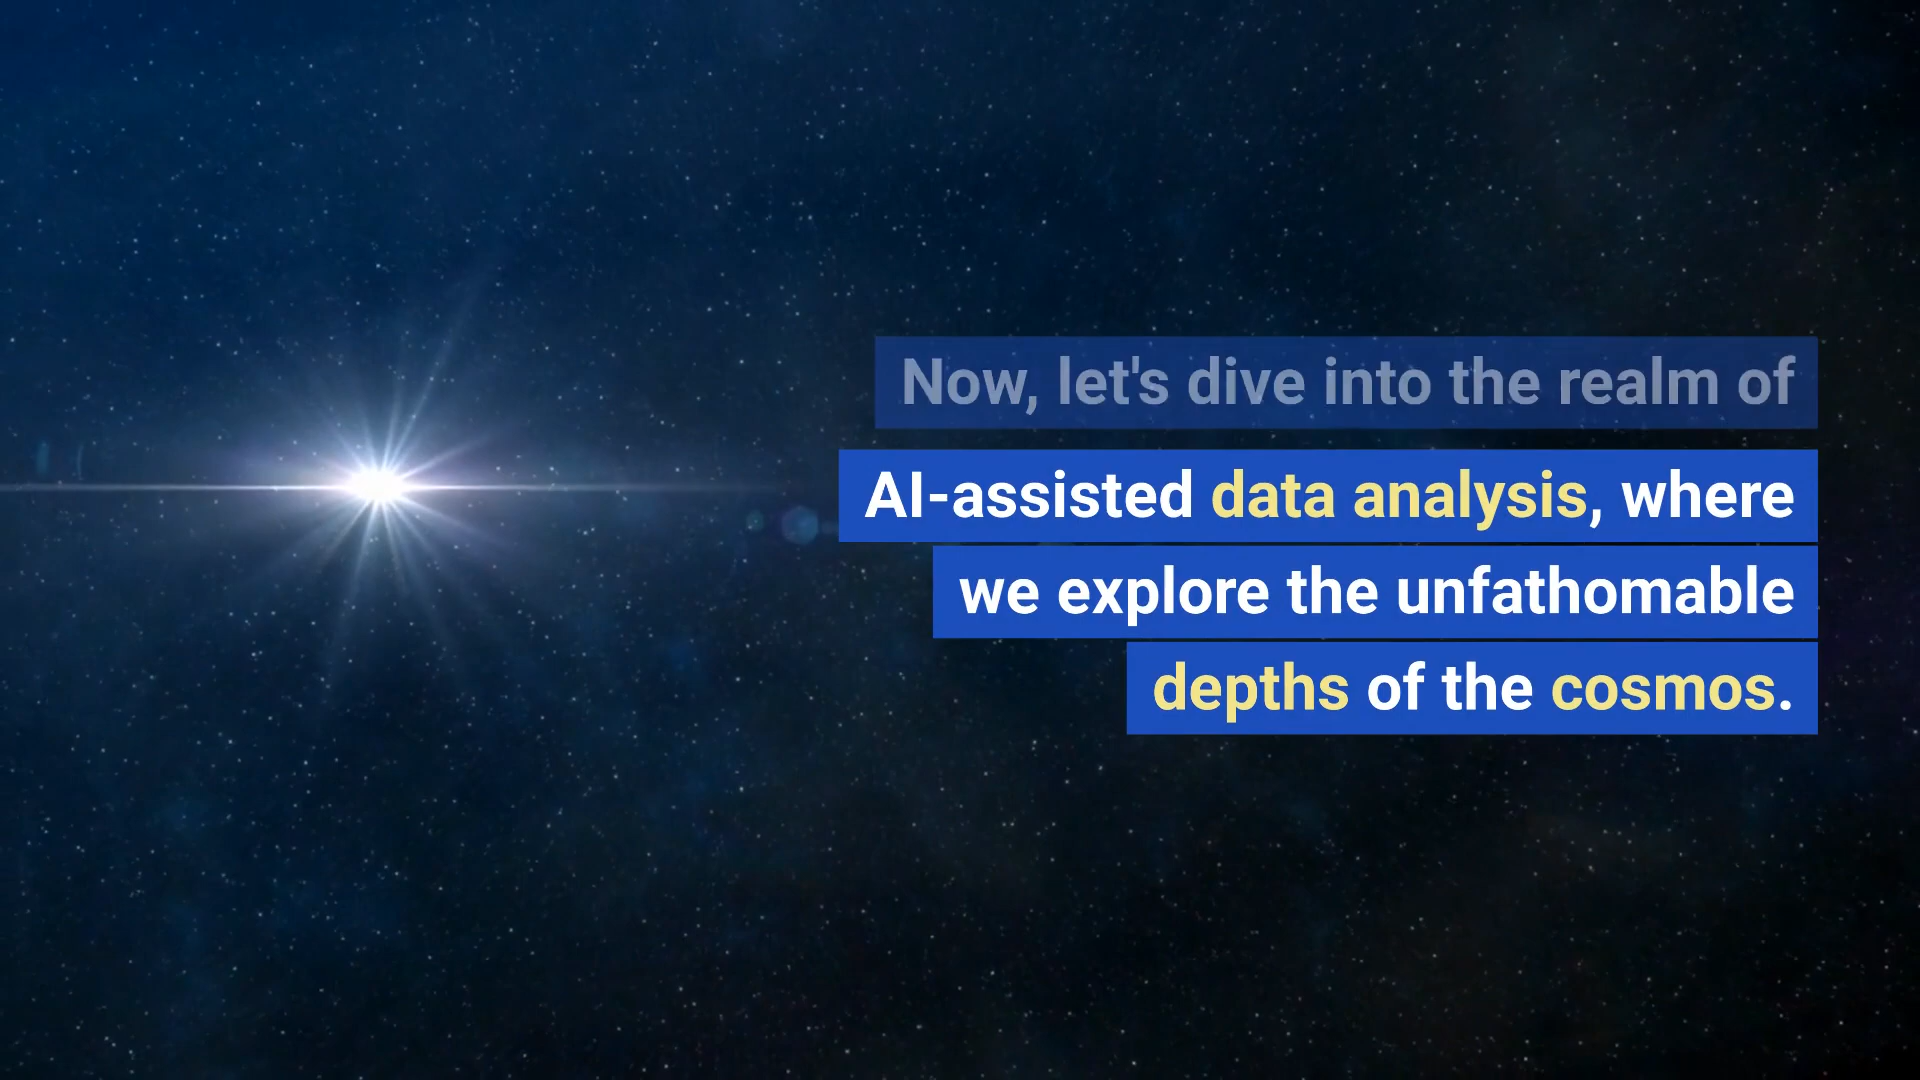 Now, let's dive into the realm of
AI-assisted data analysis, where
we explore the unfathomable
depths of the cosmos.